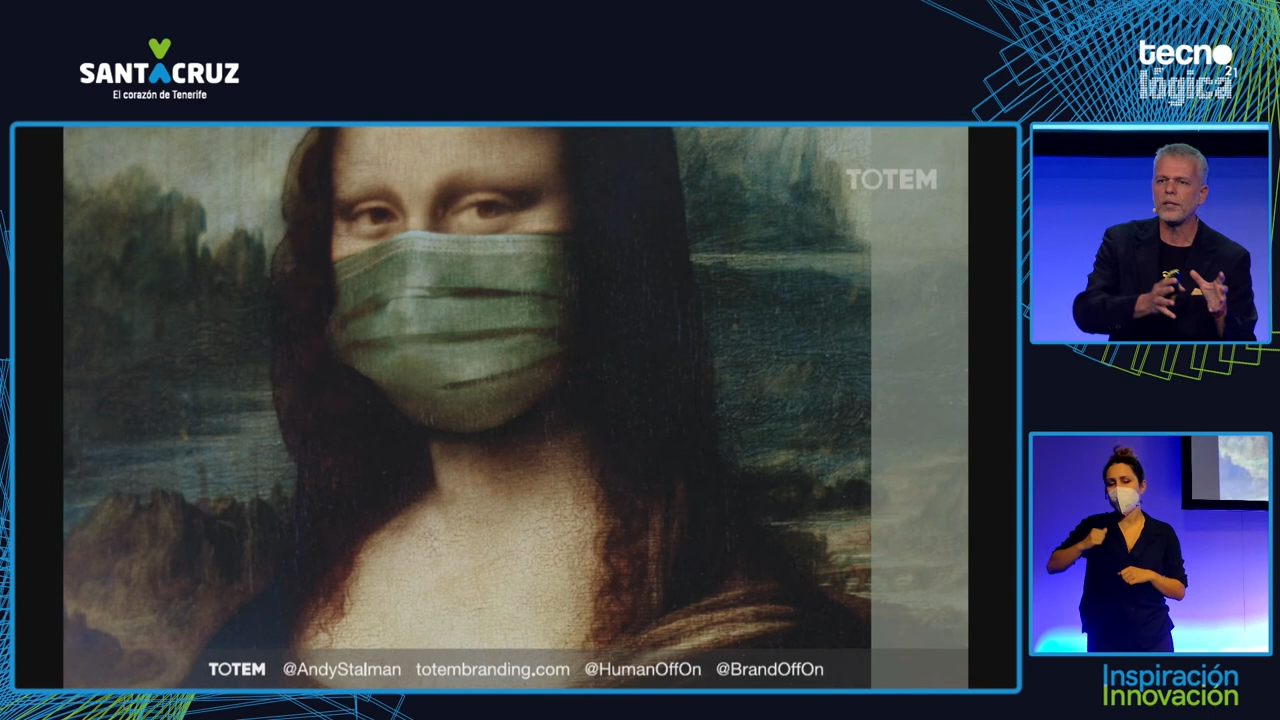 SANTACRUZ
El corazón de Tenerife
tecno
lógica
21
TOTEM
TOTEM @AndyStalman totembranding.com @HumanOffOn @BrandOffOn
Inspiración
Innovación